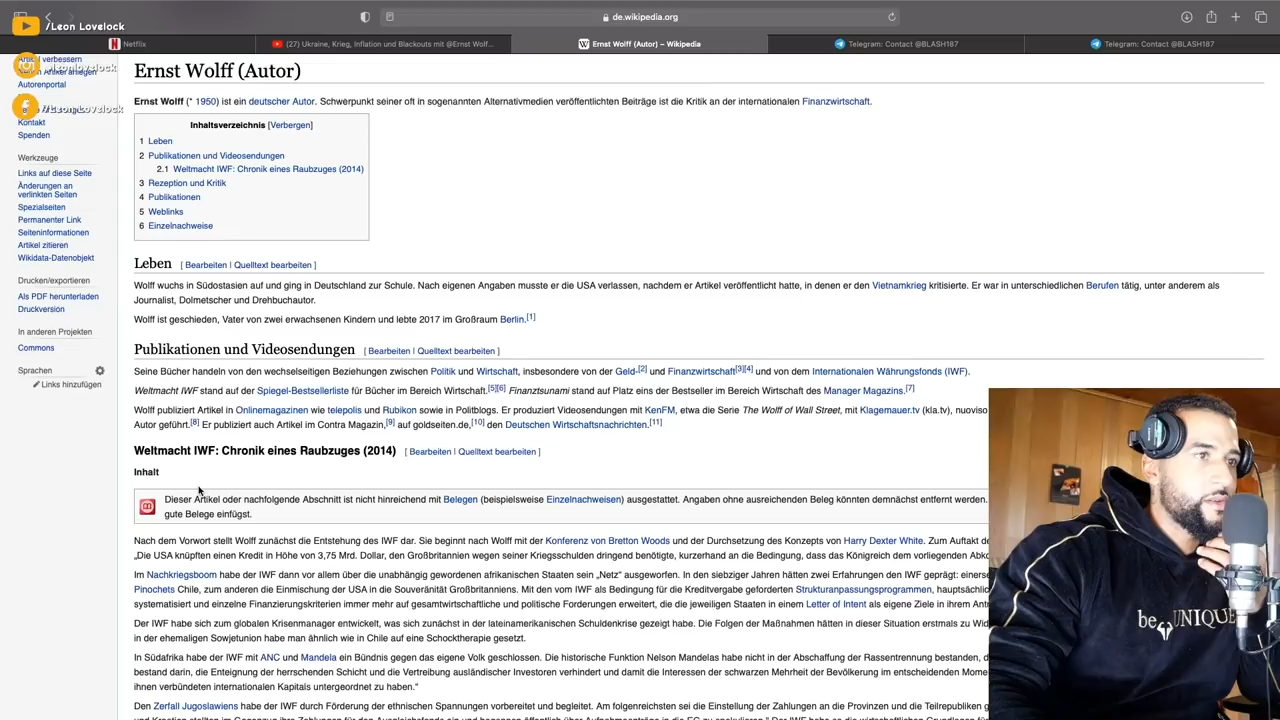 /Leon Lovelock
de.wikipedia.org
Netflix
(27) Ukraine, Krieg, Inflation und Blackouts mit @Ernst Wolf...
Ernst Wolff (Autor) – Wikipedia
Telegram: Contact @BLASH187
Telegram: Contact @BLASH187
Artikel verbessern
Autorenportal
/Leon Lovelock
Kontakt
Spenden
Werkzeuge
Links auf diese Seite
Änderungen an
verlinkten Seiten
Spezialseiten
Permanenter Link
Seiteninformationen
Artikel zitieren
Wikidata-Datenobjekt
Drucken/exportieren
Als PDF herunterladen
Druckversion
In anderen Projekten
Commons
Sprachen
Links hinzufügen
Ernst Wolff (Autor)
Ernst Wolff (* 1950) ist ein deutscher Autor. Schwerpunkt seiner oft in sogenannten Alternativmedien veröffentlichten Beiträge ist die Kritik an der internationalen Finanzwirtschaft.
Inhaltsverzeichnis [Verbergen]
1 Leben
2 Publikationen und Videosendungen
2.1 Weltmacht IWF: Chronik eines Raubzuges (2014)
3 Rezeption und Kritik
4 Publikationen
5 Weblinks
6 Einzelnachweise
Leben [ Bearbeiten | Quelltext bearbeiten ]
Wolff wuchs in Südostasien auf und ging in Deutschland zur Schule. Nach eigenen Angaben musste er die USA verlassen, nachdem er Artikel veröffentlicht hatte, in denen er den Vietnamkrieg kritisierte. Er war in unterschiedlichen Berufen tätig, unter anderem als
Journalist, Dolmetscher und Drehbuchautor.
Wolff ist geschieden, Vater von zwei erwachsenen Kindern und lebte 2017 im Großraum Berlin.[1]
Publikationen und Videosendungen [ Bearbeiten | Quelltext bearbeiten ]
Seine Bücher handeln von den wechselseitigen Beziehungen zwischen Politik und Wirtschaft, insbesondere von der Geld-[2] und Finanzwirtschaft[3][4] und von dem Internationalen Währungsfonds (IWF).
Weltmacht IWF stand auf der Spiegel-Bestsellerliste für Bücher im Bereich Wirtschaft.[5][6] Finanztsunami stand auf Platz eins der Bestseller im Bereich Wirtschaft des Manager Magazins.[7]
Wolff publiziert Artikel in Onlinemagazinen wie telepolis und Rubikon sowie in Politblogs. Er produziert Videosendungen mit KenFM, etwa die Serie The Wolff of Wall Street, mit Klagemauer.tv (kla.tv), nuoviso
Autor geführt.[8] Er publiziert auch Artikel im Contra Magazin,[9] auf goldseiten.de,[10] den Deutschen Wirtschaftsnachrichten.[11]
Weltmacht IWF: Chronik eines Raubzuges (2014) [ Bearbeiten | Quelltext bearbeiten ]
Inhalt
Dieser Artikel oder nachfolgende Abschnitt ist nicht hinreichend mit Belegen (beispielsweise Einzelnachweisen) ausgestattet. Angaben ohne ausreichenden Beleg könnten demnächst entfernt werden.
gute Belege einfügst.
Nach dem Vorwort stellt Wolff zunächst die Entstehung des IWF dar. Sie beginnt nach Wolff mit der Konferenz von Bretton Woods und der Durchsetzung des Konzepts von Harry Dexter White. Zum Auftakt de
„Die USA knüpften einen Kredit in Höhe von 3,75 Mrd. Dollar, den Großbritannien wegen seiner Kriegsschulden dringend benötigte, kurzerhand an die Bedingung, dass das Königreich dem vorliegenden Abko
Im Nachkriegsboom habe der IWF dann vor allem über die unabhängig gewordenen afrikanischen Staaten sein „Netz“ ausgeworfen. In den siebziger Jahren hätten zwei Erfahrungen den IWF geprägt: einerse
Pinochets Chile, zum anderen die Einmischung der USA in die Souveränität Großbritanniens. Mit den vom IWF als Bedingung für die Kreditvergabe geforderten Strukturanpassungsprogrammen, hauptsächlic
systematisiert und einzelne Finanzierungskriterien immer mehr auf gesamtwirtschaftliche und politische Forderungen erweitert, die die jeweiligen Staaten in einem Letter of Intent als eigene Ziele in ihrem Antr
Der IWF habe sich zum globalen Krisenmanager entwickelt, was sich zunächst in der lateinamerikanischen Schuldenkrise gezeigt habe. Die Folgen der Maßnahmen hätten in dieser Situation erstmals zu Wid
in der ehemaligen Sowjetunion habe man ähnlich wie in Chile auf eine Schocktherapie gesetzt.
In Südafrika habe der IWF mit ANC und Mandela ein Bündnis gegen das eigene Volk geschlossen. Die historische Funktion Nelson Mandelas habe nicht in der Abschaffung der Rassentrennung bestanden, d
bestand darin, die Enteignung der herrschenden Schicht und die Vertreibung ausländischer Investoren verhindert und damit die Interessen der schwarzen Mehrheit der Bevölkerung im entscheidenden Mome
ihnen verbündeten internationalen Kapitals untergeordnet zu haben.“
Den Zerfall Jugoslawiens habe der IWF durch Förderung der ethnischen Spannungen vorbereitet und begleitet. Am folgenreichsten sei die Einstellung der Zahlungen an die Provinzen und die Teilrepubliken g
be UNIQUE